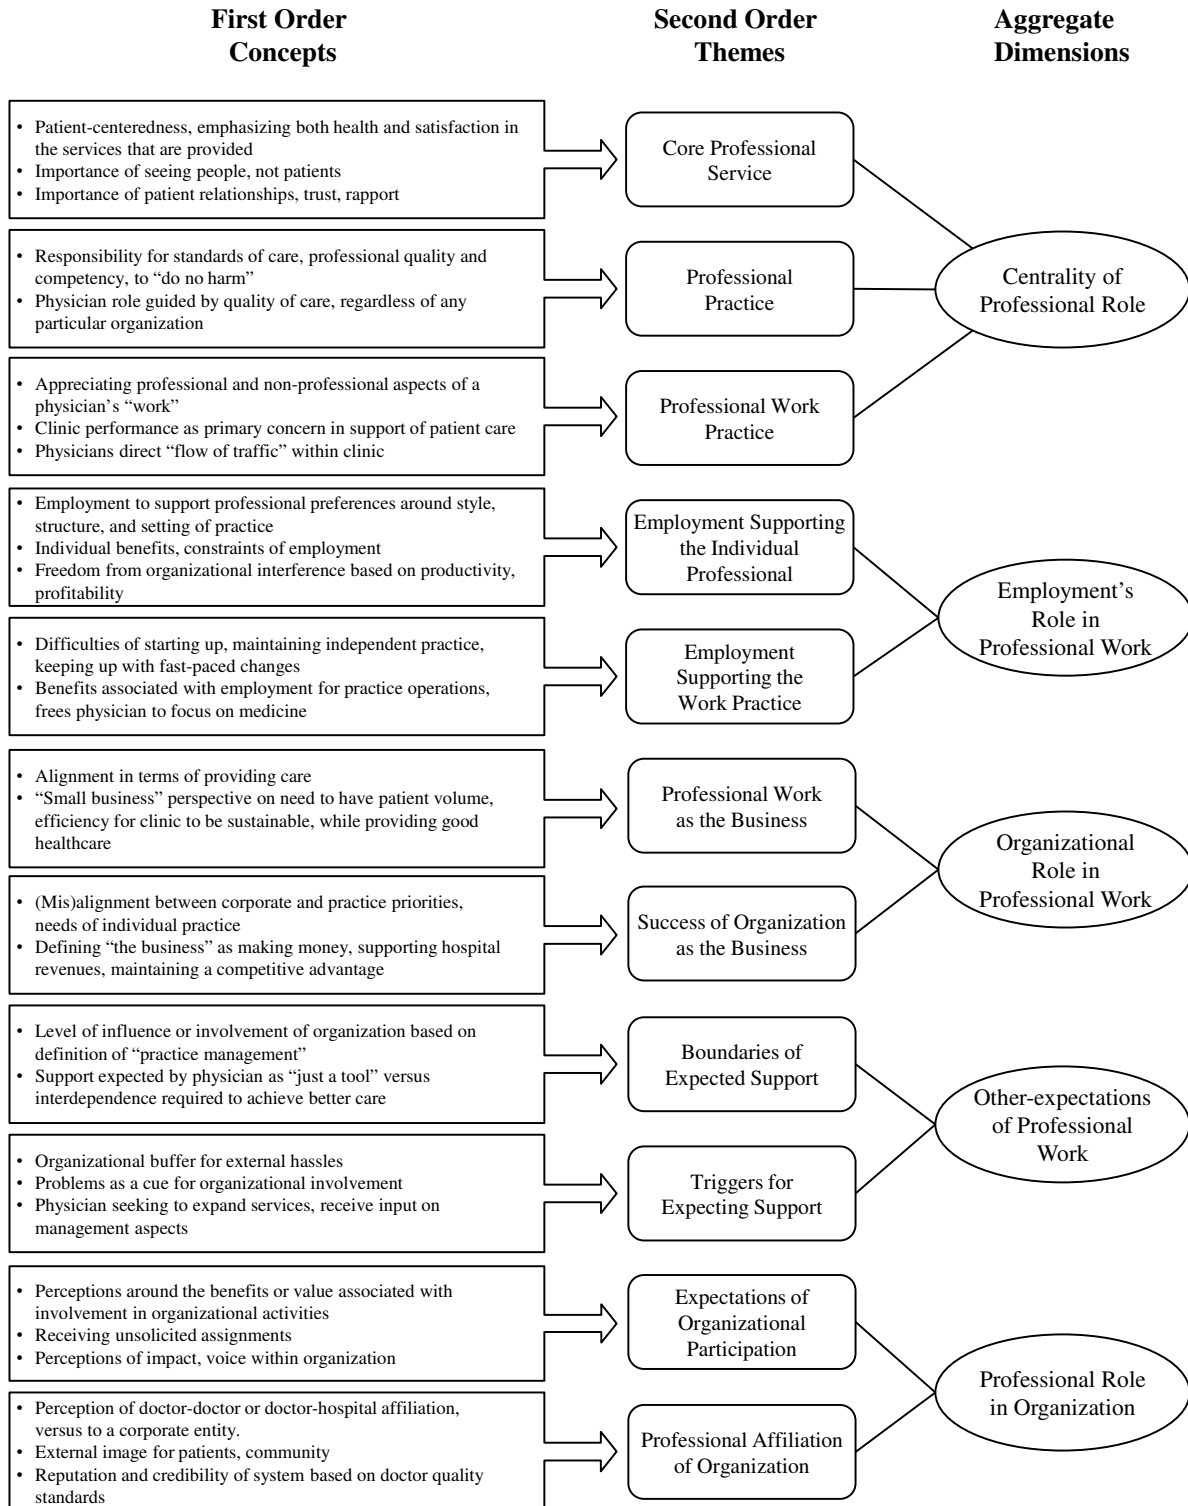 First Order
Concepts
Second Order
Themes
Aggregate
Dimensions
• Patient-centeredness, emphasizing both health and satisfaction in
the services that are provided
• Importance of seeing people, not patients
• Importance of patient relationships, trust, rapport
Core Professional
Service
• Responsibility for standards of care, professional quality and
competency, to “do no harm”
• Physician role guided by quality of care, regardless of any
particular organization
Professional
Practice
Centrality of
Professional Role
• Appreciating professional and non-professional aspects of a
physician’s “work”
• Clinic performance as primary concern in support of patient care
• Physicians direct “flow of traffic” within clinic
Professional Work
Practice
• Employment to support professional preferences around style,
structure, and setting of practice
• Individual benefits, constraints of employment
• Freedom from organizational interference based on productivity,
profitability
Employment Supporting
the Individual
Professional
Employment’s
Role in
Professional Work
• Difficulties of starting up, maintaining independent practice,
keeping up with fast-paced changes
• Benefits associated with employment for practice operations,
frees physician to focus on medicine
Employment
Supporting the
Work Practice
• Alignment in terms of providing care
• “Small business” perspective on need to have patient volume,
efficiency for clinic to be sustainable, while providing good
healthcare
Professional Work
as the Business
Organizational
Role in
Professional Work
• (Mis)alignment between corporate and practice priorities,
needs of individual practice
• Defining “the business” as making money, supporting hospital
revenues, maintaining a competitive advantage
Success of Organization
as the Business
• Level of influence or involvement of organization based on
definition of “practice management”
• Support expected by physician as “just a tool” versus
interdependence required to achieve better care
Boundaries of
Expected Support
Other-expectations
of Professional
Work
• Organizational buffer for external hassles
• Problems as a cue for organizational involvement
• Physician seeking to expand services, receive input on
management aspects
Triggers for
Expecting Support
• Perceptions around the benefits or value associated with
involvement in organizational activities
• Receiving unsolicited assignments
• Perceptions of impact, voice within organization
Expectations of
Organizational
Participation
Professional Role
in Organization
• Perception of doctor-doctor or doctor-hospital affiliation,
versus to a corporate entity.
• External image for patients, community
• Reputation and credibility of system based on doctor quality
standards
Professional Affiliation
of Organization